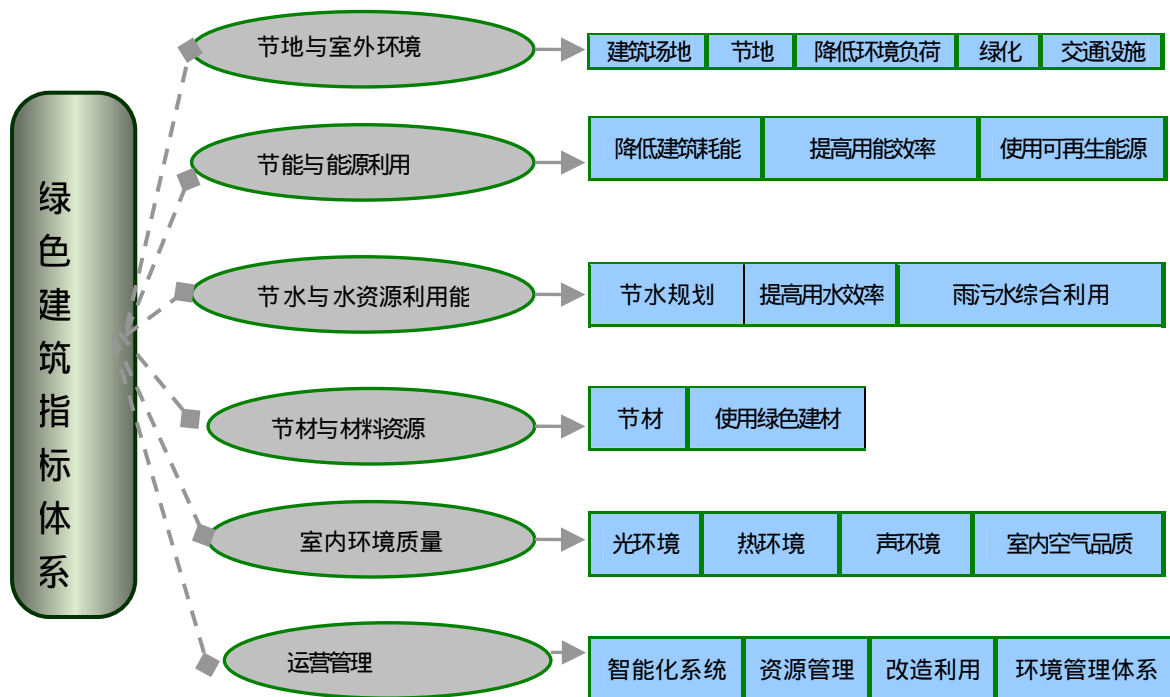 绿色建筑指标体系
节地与室外环境
建筑场地 节地 降低环境负荷 绿化 交通设施
节能与能源利用
降低建筑耗能 提高用能效率 使用可再生能源
节水与水资源利用能
节水规划 提高用水效率 雨污水综合利用
节材与材料资源
节材 使用绿色建材
室内环境质量
光环境 热环境 声环境 室内空气品质
运营管理
智能化系统 资源管理 改造利用 环境管理体系